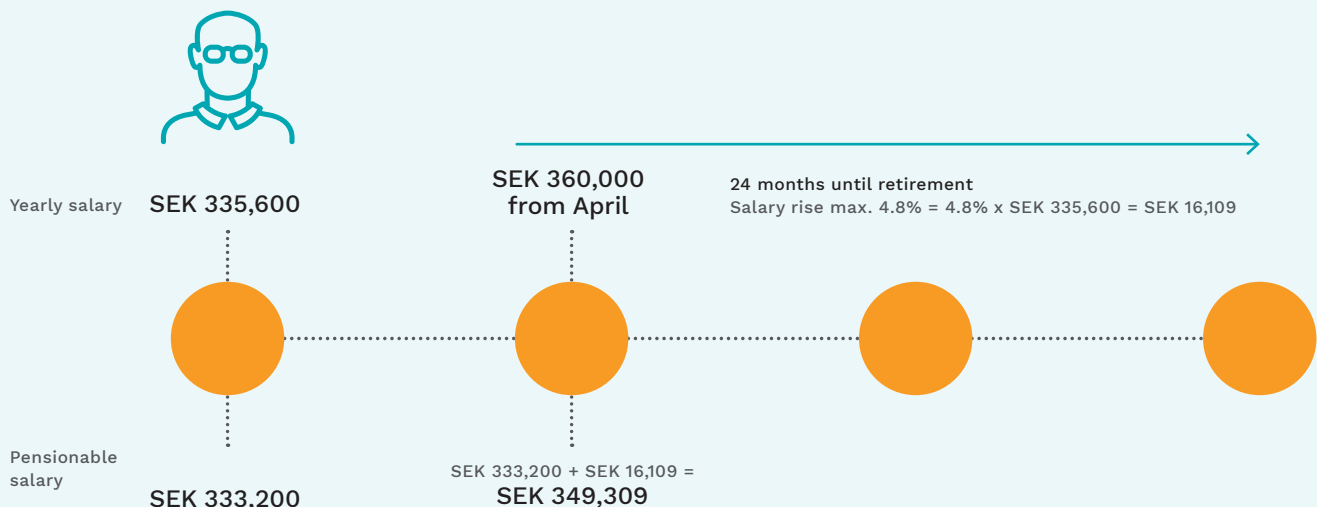 Yearly salary
SEK 335,600
SEK 360,000
from April
24 months until retirement
Salary rise max. 4.8% = 4.8% x SEK 335,600 = SEK 16,109
Pensionable
salary
SEK 333,200
SEK 333,200 + SEK 16,109 =
SEK 349,309